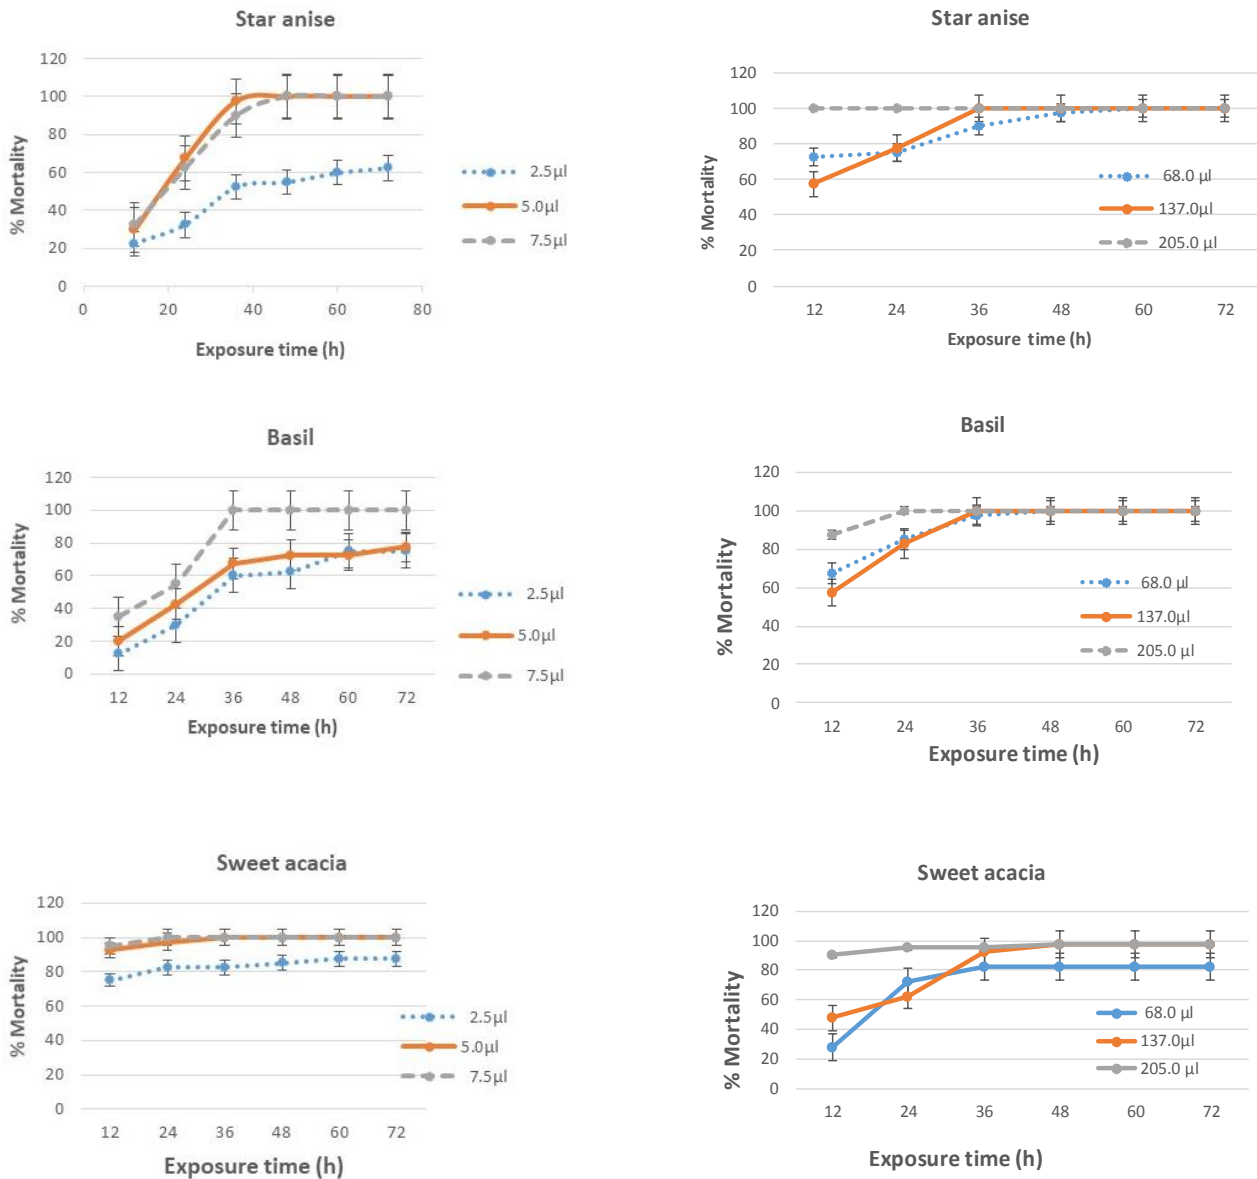 Star anise
120
100
80
60
40
20
0
% Mortality
0 20 40 60 80
Exposure time (h)
2.5µl
5.0µl
7.5µl
Star anise
120
100
80
60
40
20
0
% Mortality
12 24 36 48 60 72
Exposure time (h)
68.0 µl
137.0µl
205.0 µl
Basil
120
100
80
60
40
20
0
% Mortality
12 24 36 48 60 72
Exposure time (h)
2.5µl
5.0µl
7.5µl
Basil
120
100
80
60
40
20
0
% Mortality
12 24 36 48 60 72
Exposure time (h)
68.0 µl
137.0µl
205.0 µl
Sweet acacia
120
100
80
60
40
20
0
% Mortality
12 24 36 48 60 72
Exposure time (h)
2.5µl
5.0µl
7.5µl
Sweet acacia
120
100
80
60
40
20
0
% Mortality
12 24 36 48 60 72
Exposure time (h)
68.0 µl
137.0µl
205.0 µl